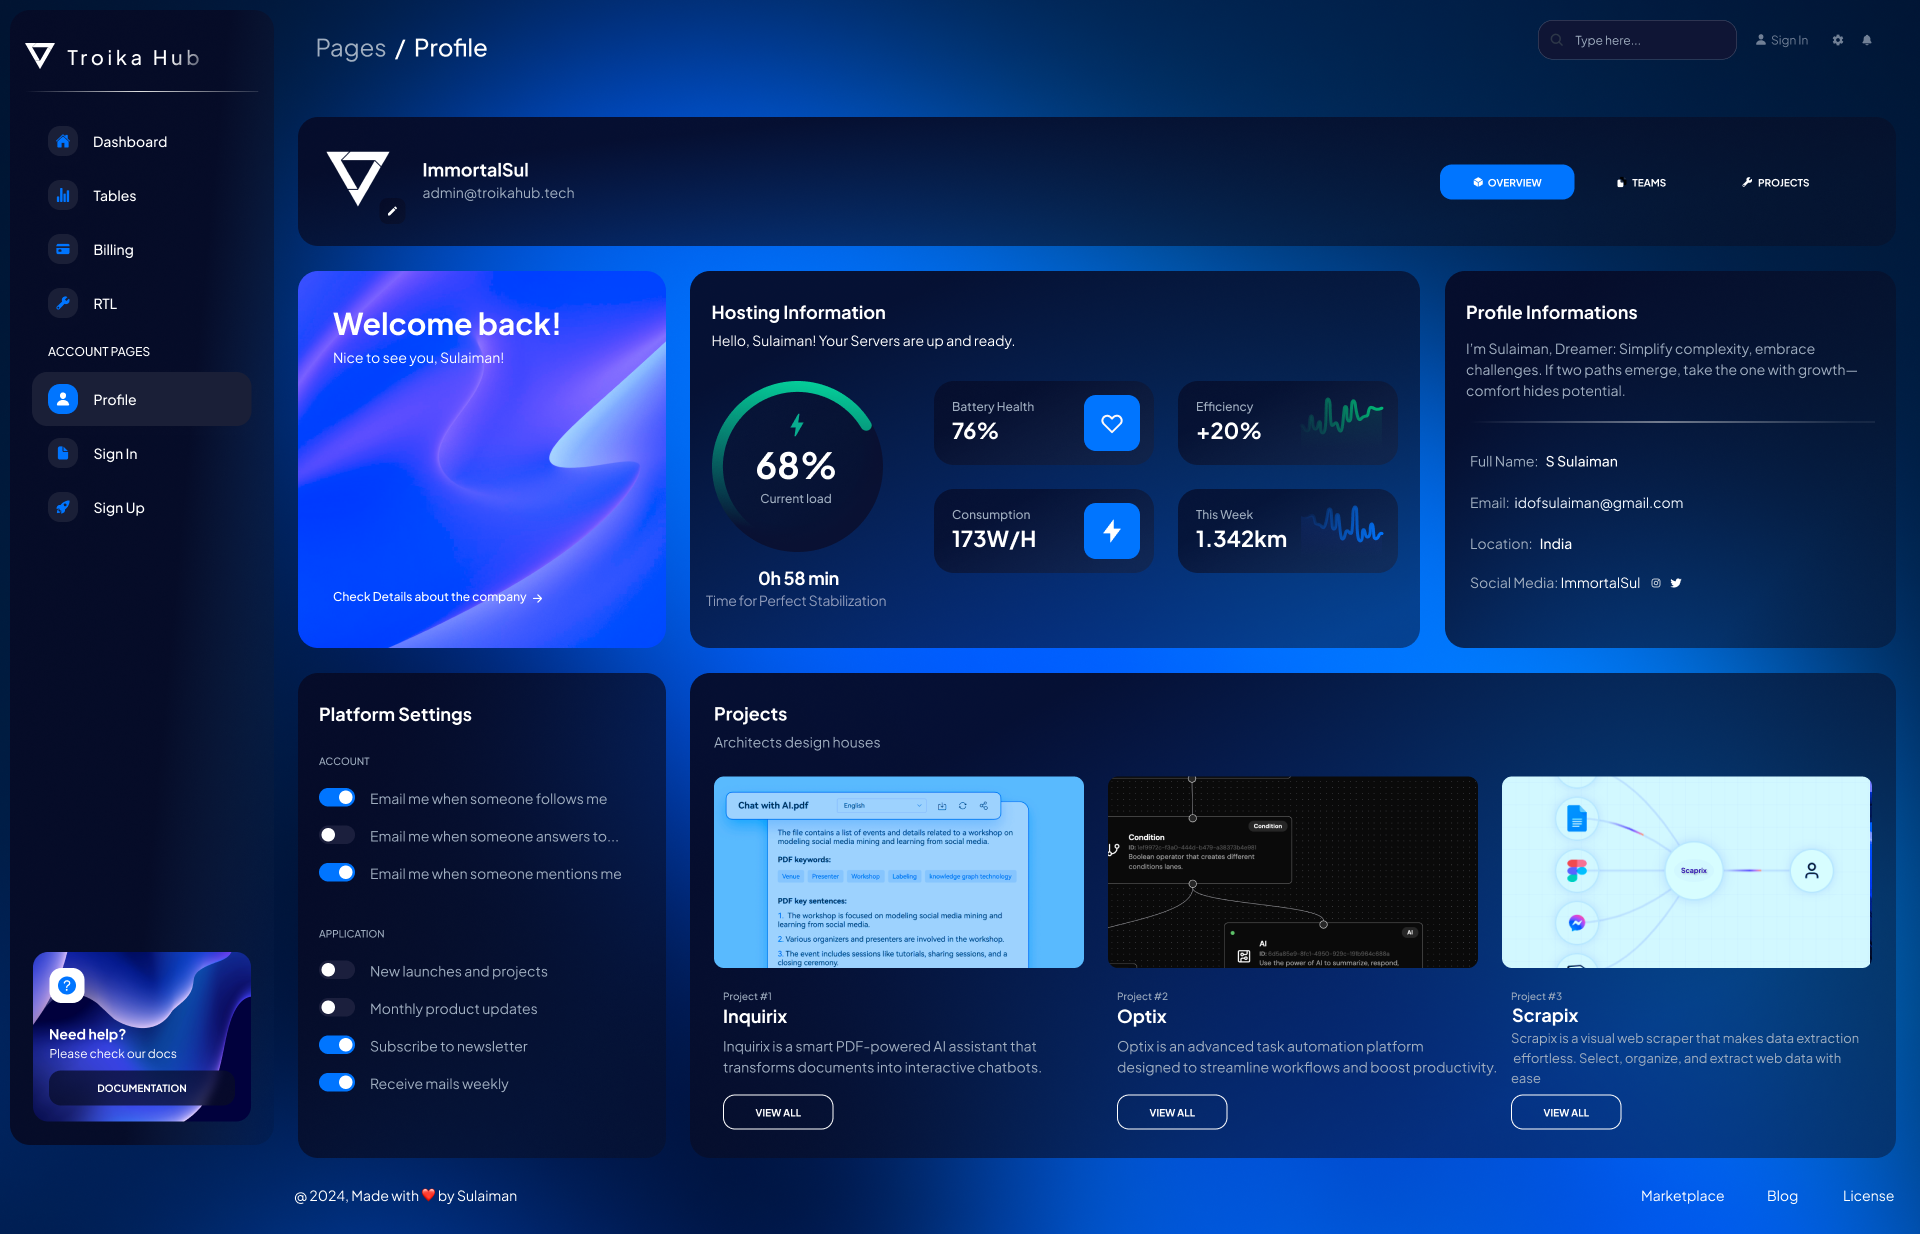 Troika Hub
Dashboard
Tables
Billing
RTL
ACCOUNT PAGES
Profile
Sign In
Sign Up
Need help?
Please check our docs
DOCUMENTATION
Pages / Profile
Type here...
Sign In
ImmortalSul
admin@troikahub.tech
OVERVIEW
TEAMS
PROJECTS
Welcome back!
Nice to see you, Sulaiman!
Check Details about the company →
Hosting Information
Hello, Sulaiman! Your Servers are up and ready.
68%
Current load
0h 58 min
Time for Perfect Stabilization
Battery Health
76%
Efficiency
+20%
Consumption
173W/H
This Week
1.342km
Profile Informations
I'm Sulaiman, Dreamer: Simplify complexity, embrace
challenges. If two paths emerge, take the one with growth—
comfort hides potential.
Full Name: S Sulaiman
Email: idofsulaiman@gmail.com
Location: India
Social Media: ImmortalSul
Platform Settings
ACCOUNT
Email me when someone follows me
Email me when someone answers to...
Email me when someone mentions me
APPLICATION
New launches and projects
Monthly product updates
Subscribe to newsletter
Receive mails weekly
Projects
Architects design houses
Chat with AI.pdf
English
The file contains a list of events and details related to a workshop on
modeling social media mining and learning from social media.
PDF keywords:
Venue Presenter Workshop Labeling knowledge graph technology
PDF key sentences:
1. The workshop is focused on modeling social media mining and
learning from social media.
2. Various organizers and presenters are involved in the workshop.
3. The event includes sessions like tutorials, sharing sessions, and a
closing ceremony.
Project #1
Inquirix
Inquirix is a smart PDF-powered AI assistant that
transforms documents into interactive chatbots.
VIEW ALL
Condition
Condition
Boolean operator that creates different
conditions lanes.
AI
AI
Use the power of AI to summarize, respond,
Project #2
Optix
Optix is an advanced task automation platform
designed to streamline workflows and boost productivity.
VIEW ALL
Scaprix
Project #3
Scrapix
Scrapix is a visual web scraper that makes data extraction
effortless. Select, organize, and extract web data with
ease
VIEW ALL
@ 2024, Made with ❤️ by Sulaiman
Marketplace
Blog
License